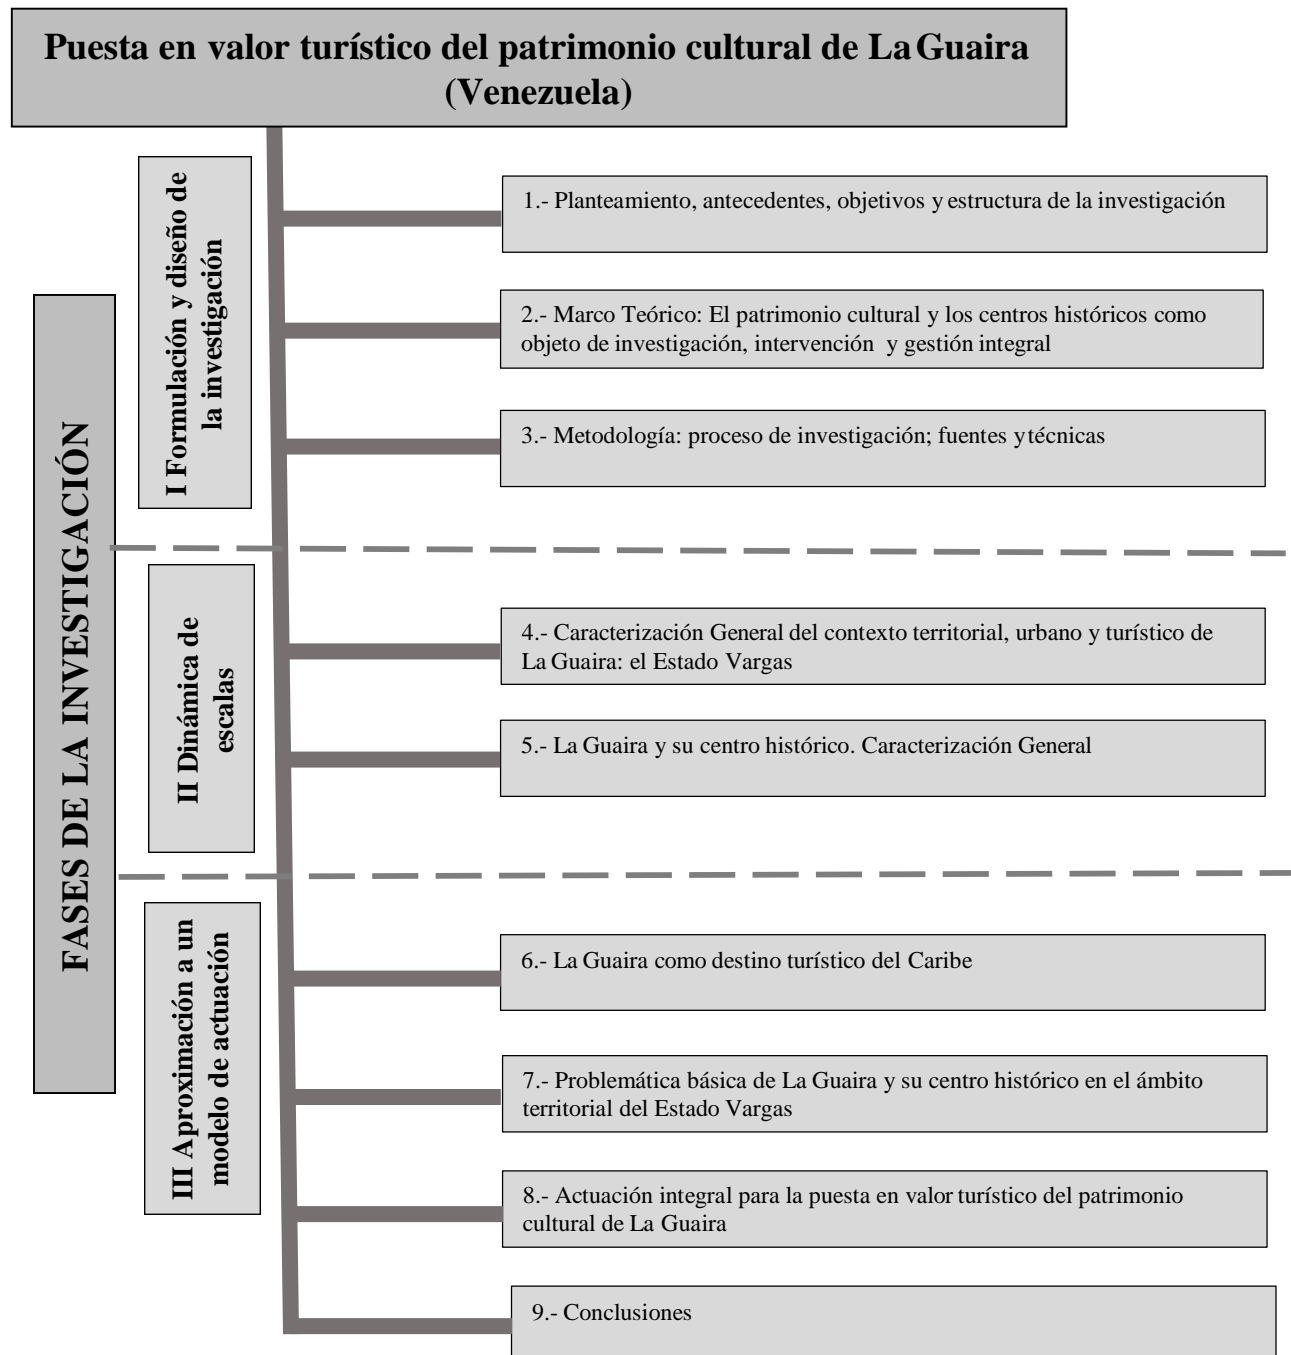 Puesta en valor turístico del patrimonio cultural de La Guaira
(Venezuela)
FASES DE LA INVESTIGACIÓN
I Formulación y diseño de
la investigación
1.- Planteamiento, antecedentes, objetivos y estructura de la investigación
2.- Marco Teórico: El patrimonio cultural y los centros históricos como
objeto de investigación, intervención y gestión integral
3.- Metodología: proceso de investigación; fuentes y técnicas
II Dinámica de
escalas
4.- Caracterización General del contexto territorial, urbano y turístico de
La Guaira: el Estado Vargas
5.- La Guaira y su centro histórico. Caracterización General
III Aproximación a un
modelo de actuación
6.- La Guaira como destino turístico del Caribe
7.- Problemática básica de La Guaira y su centro histórico en el ámbito
territorial del Estado Vargas
8.- Actuación integral para la puesta en valor turístico del patrimonio
cultural de La Guaira
9.- Conclusiones